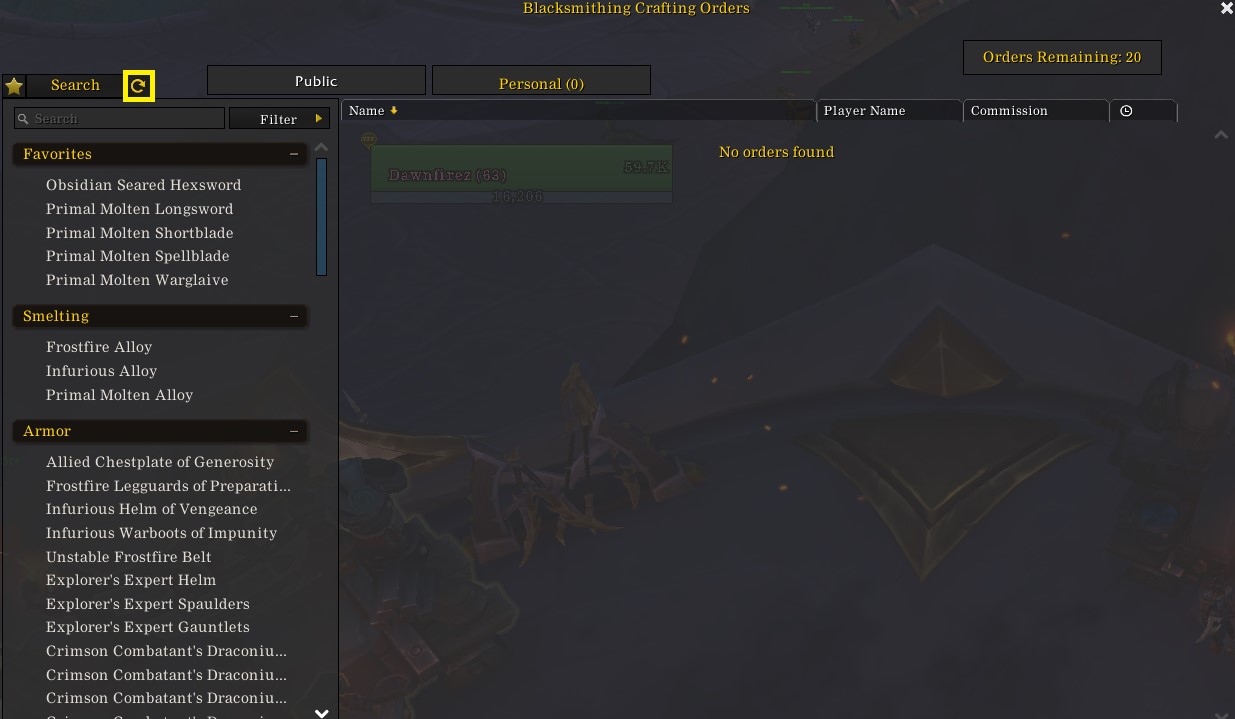 Blacksmithing Crafting Orders
Orders Remaining: 20
Search
Public
Personal (0)
Search
Filter
Name
Player Name
Commission
Favorites
Obsidian Seared Hexsword
Primal Molten Longsword
Primal Molten Shortblade
Primal Molten Spellblade
Primal Molten Warglaive
Smelting
Frostfire Alloy
Infurious Alloy
Primal Molten Alloy
Armor
Allied Chestplate of Generosity
Frostfire Legguards of Preparati...
Infurious Helm of Vengeance
Infurious Warboots of Impunity
Unstable Frostfire Belt
Explorer's Expert Helm
Explorer's Expert Spaulders
Explorer's Expert Gauntlets
Crimson Combatant's Draconiu...
Crimson Combatant's Draconiu...
Crimson Combatant's Draconiu...
No orders found
Dawnfirez (63)
59.7K
16,206